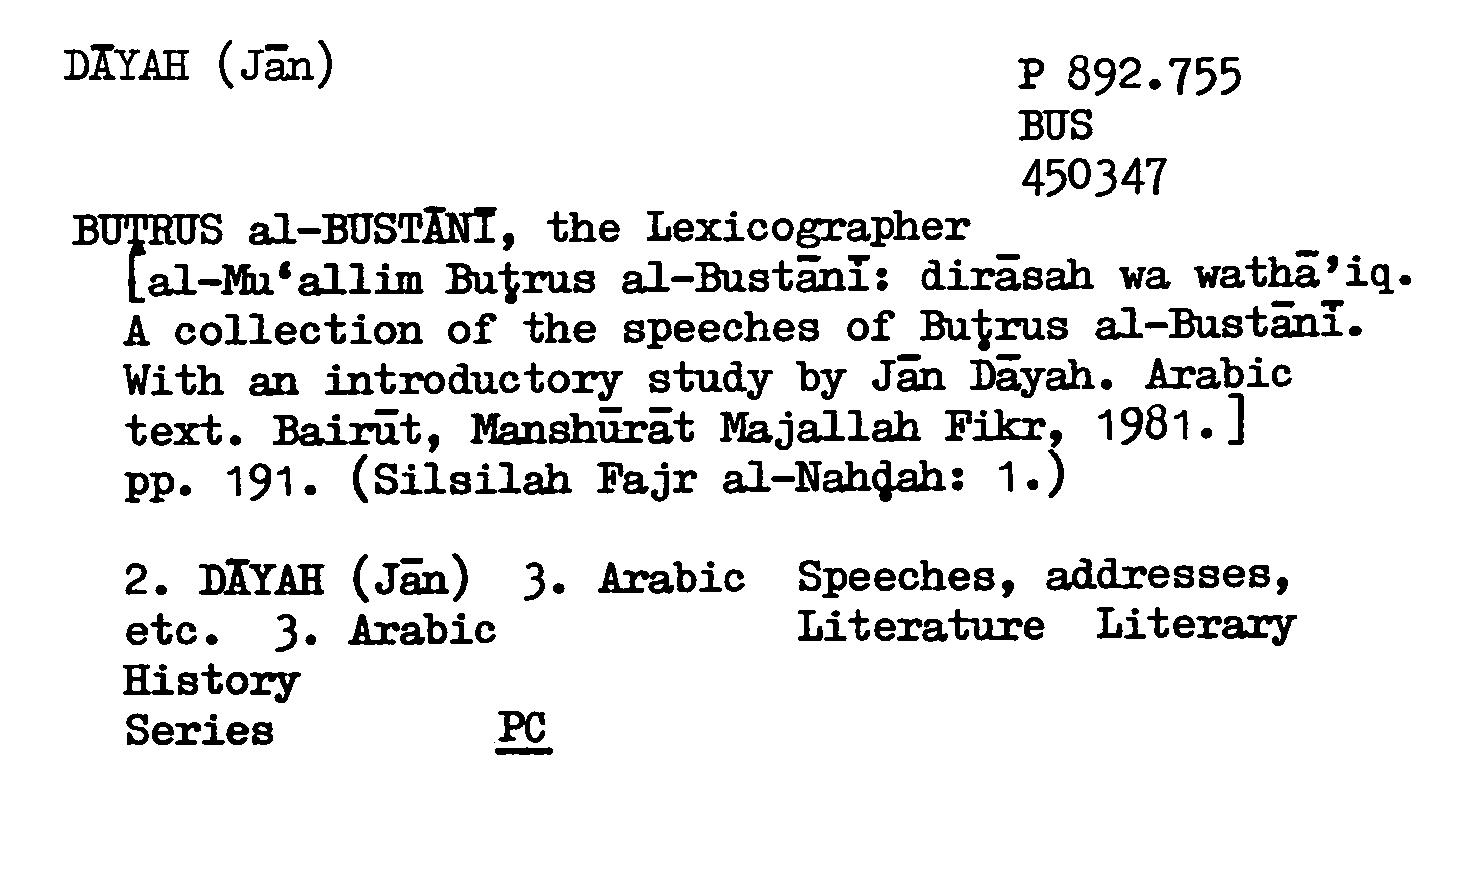 DĀYAH (Jān)
P 892.755
BUS
450347
BUṬRUS al-BUSTĀNĪ, the Lexicographer
[al-Mu‘allim Buṭrus al-Bustānī: dirāsah wa wathā’iq.
A collection of the speeches of Buṭrus al-Bustānī.
With an introductory study by Jān Dāyah. Arabic
text. Bairūt, Manshūrāt Majallah Fikr, 1981.]
pp. 191. (Silsilah Fajr al-Nahḍah: 1.)
2. DĀYAH (Jān) 3. Arabic Speeches, addresses,
etc. 3. Arabic Literature Literary
History
Series PC